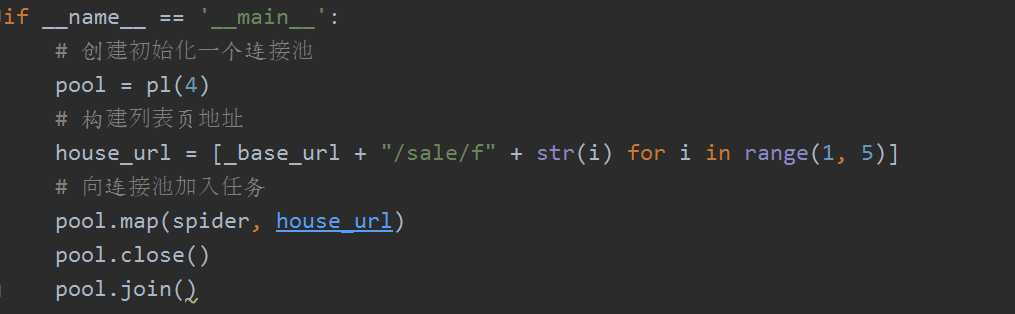 if __name__ == '__main__':
    # 创建初始化一个连接池
    pool = pl(4)
    # 构建列表页地址
    house_url = [_base_url + "/sale/f" + str(i) for i in range(1, 5)]
    # 向连接池加入任务
    pool.map(spider, house_url)
    pool.close()
    pool.join()